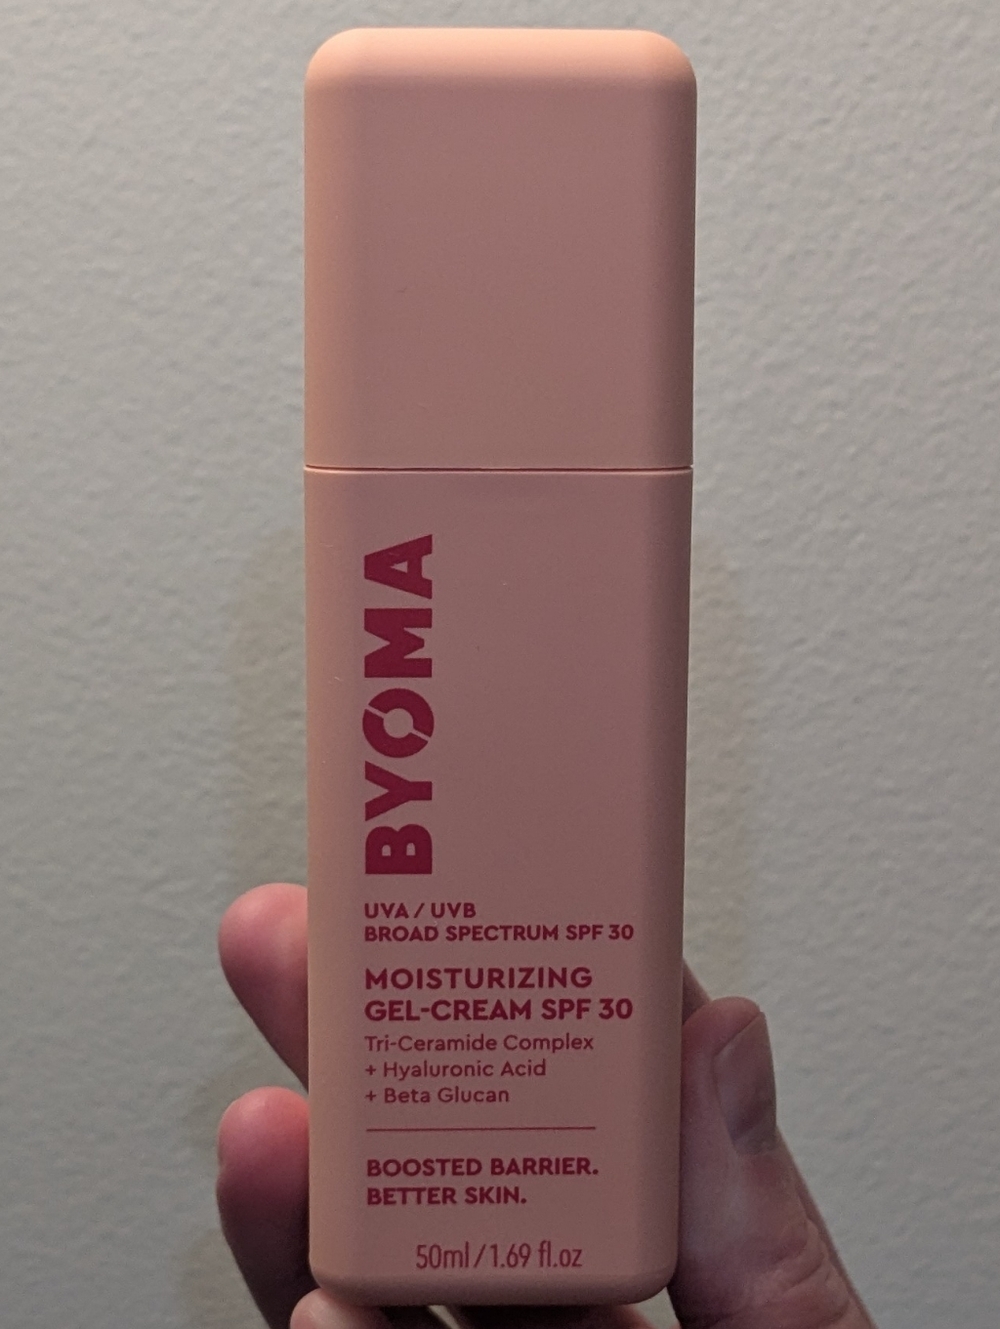 BYOMA
UVA / UVB
BROAD SPECTRUM SPF 30
MOISTURIZING
GEL-CREAM SPF 30
Tri-Ceramide Complex
+ Hyaluronic Acid
+ Beta Glucan
BOOSTED BARRIER.
BETTER SKIN.
50ml/1.69 fl.oz